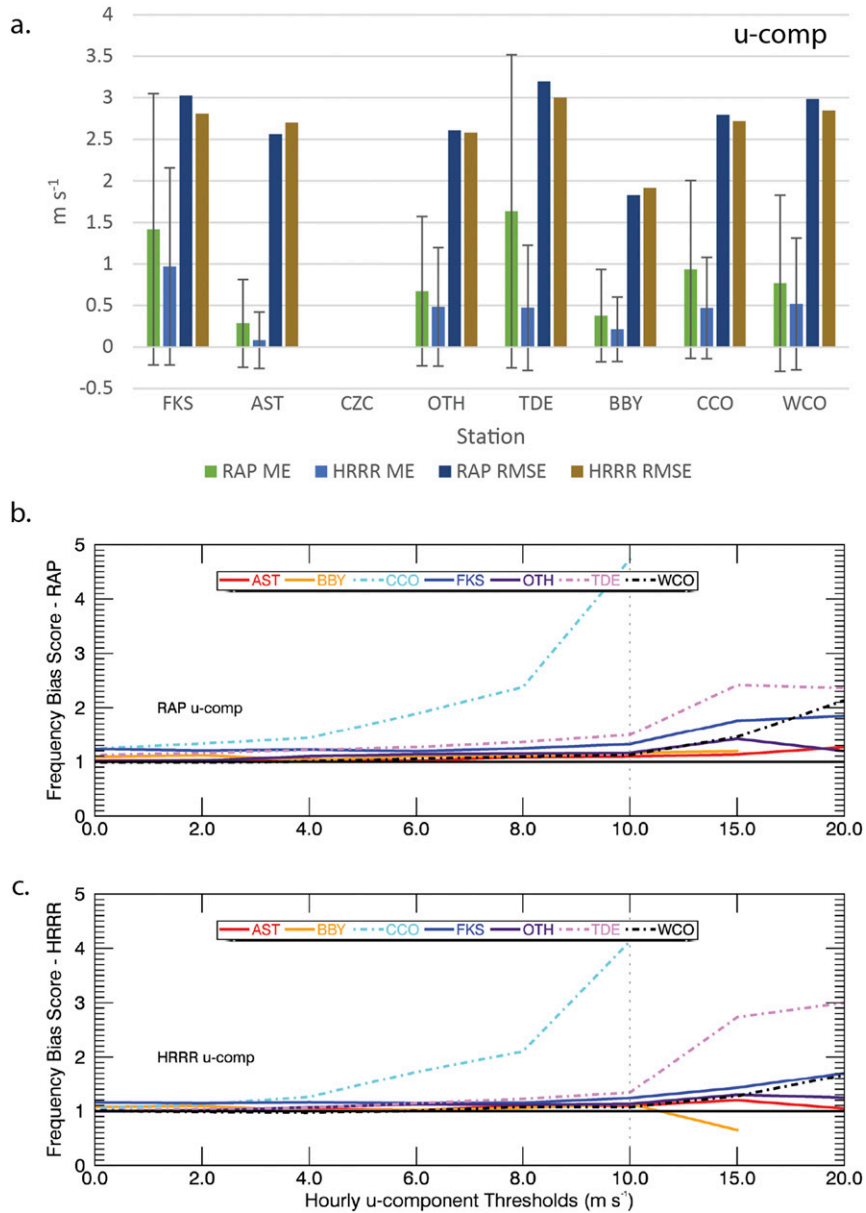 a.
u-comp
4
3.5
3
2.5
2
1.5
1
0.5
0
-0.5
m s⁻¹
FKS AST CZC OTH TDE BBY CCO WCO
Station
RAP ME HRRR ME RAP RMSE HRRR RMSE
b.
5
4
3
2
1
0
Frequency Bias Score - RAP
AST BBY CCO FKS OTH TDE WCO
RAP u-comp
0.0 2.0 4.0 6.0 8.0 10.0 15.0 20.0
c.
5
4
3
2
1
0
Frequency Bias Score - HRRR
AST BBY CCO FKS OTH TDE WCO
HRRR u-comp
0.0 2.0 4.0 6.0 8.0 10.0 15.0 20.0
Hourly u-component Thresholds (m s⁻¹)